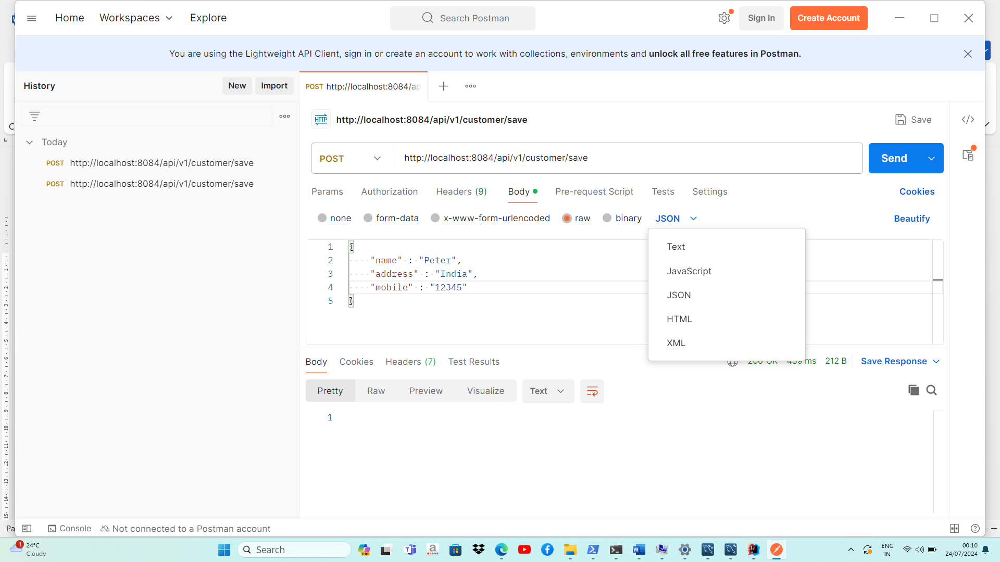 Home Workspaces Explore Search Postman Sign In Create Account
You are using the Lightweight API Client, sign in or create an account to work with collections, environments and unlock all free features in Postman.
History New Import POST http://localhost:8084/ap
HTTP http://localhost:8084/api/v1/customer/save Save
Today
POST http://localhost:8084/api/v1/customer/save
POST http://localhost:8084/api/v1/customer/save
POST http://localhost:8084/api/v1/customer/save Send
Params Authorization Headers (9) Body Pre-request Script Tests Settings Cookies
none form-data x-www-form-urlencoded raw binary JSON Beautify
1 {
2 "name" : "Peter",
3 "address" : "India",
4 "mobile" : "12345"
5 }
Text
JavaScript
JSON
HTML
XML
Body Cookies Headers (7) Test Results 200 OK 439 ms 212 B Save Response
Pretty Raw Preview Visualize Text
1
Pa Console Not connected to a Postman account
1 24°C
Cloudy
Search
PRE
ENG
IN
00:10
24/07/2024